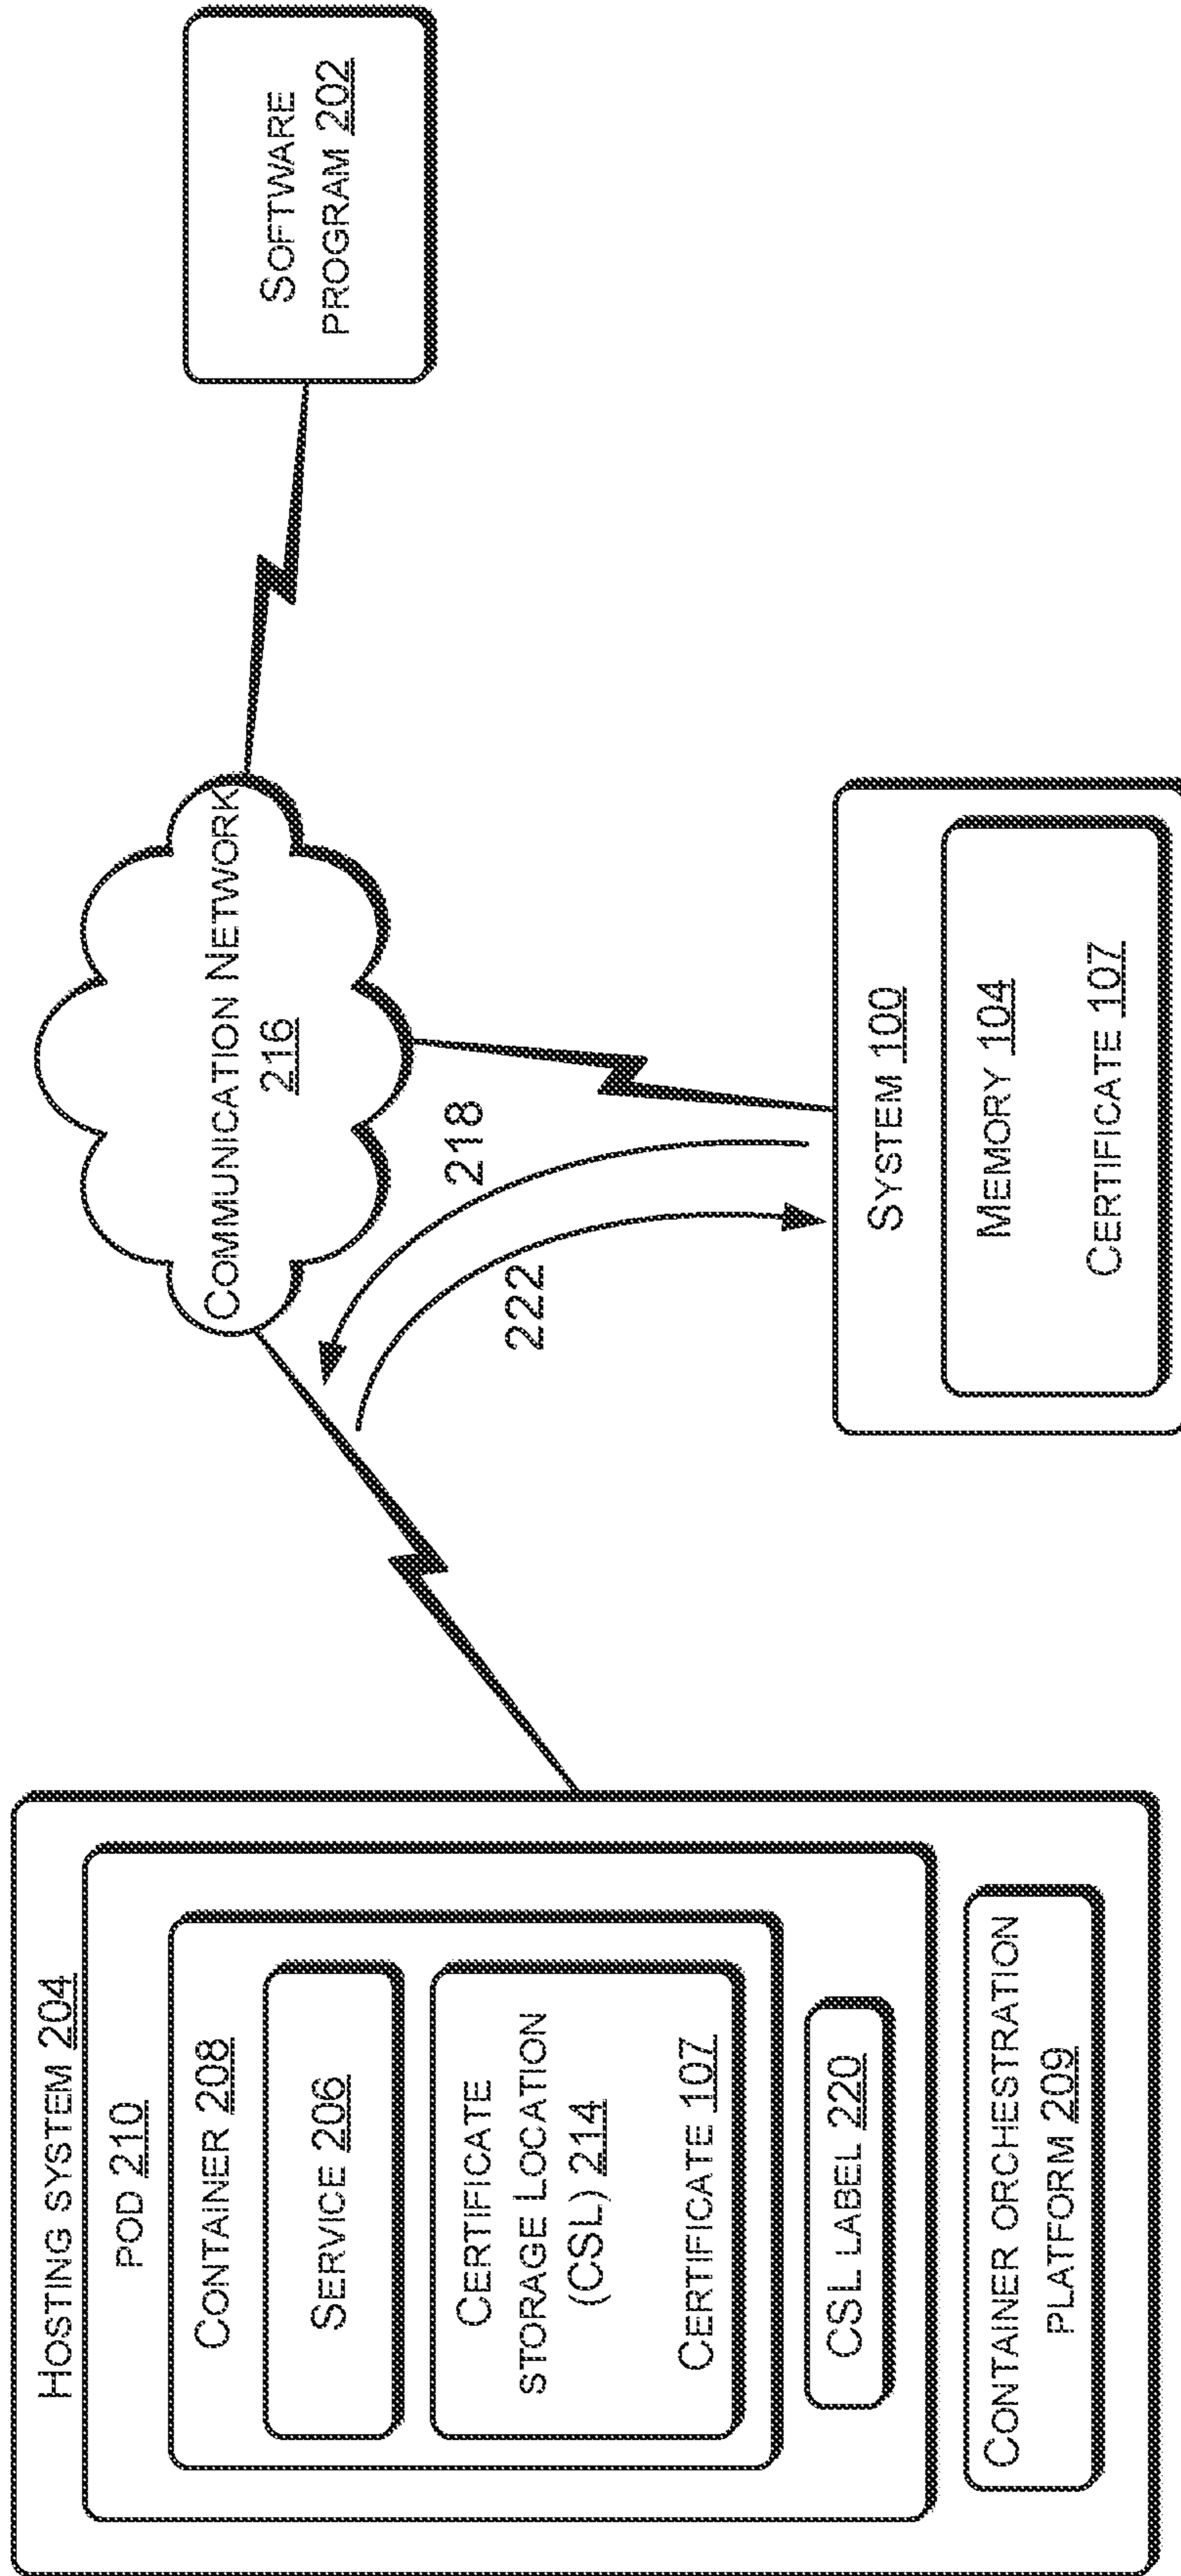 HOSTING SYSTEM 204
POD 210
CONTAINER 208
SERVICE 206
CERTIFICATE
STORAGE LOCATION
(CSL) 214
CERTIFICATE 107
CSL LABEL 220
CONTAINER ORCHESTRATION
PLATFORM 209
COMMUNICATION NETWORK
216
218
222
SYSTEM 100
MEMORY 104
CERTIFICATE 107
SOFTWARE
PROGRAM 202